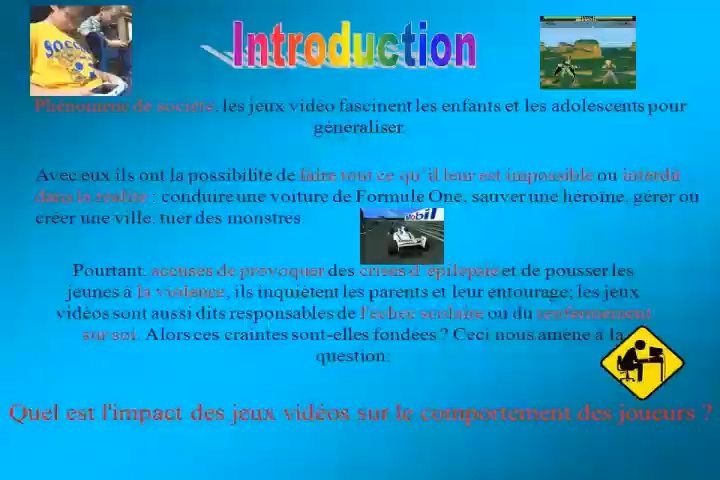 Introduction
Phénomène de société, les jeux vidéo fascinent les enfants et les adolescents pour
généraliser.
Avec eux ils ont la possibilité de faire tout ce qu'il leur est impossible ou interdit
dans la réalité : conduire une voiture de Formule One, sauver une héroïne, gérer ou
créer une ville, tuer des monstres.
Mobil
Pourtant, accusés de provoquer des crises d'épilepsie et de pousser les
jeunes à la violence, ils inquiètent les parents et leur entourage; les jeux
vidéos sont aussi dits responsables de l'échec scolaire ou du renfermement
sur soi. Alors ces craintes sont-elles fondées ? Ceci nous amène à la
question:
Quel est l'impact des jeux vidéos sur le comportement des joueurs ?